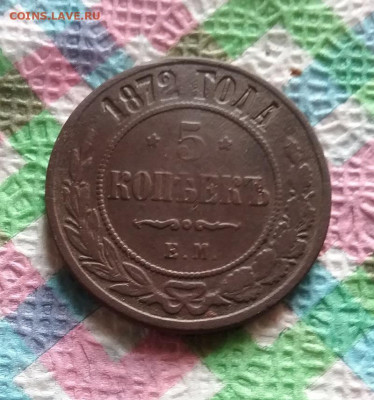 COINS.LAVE.RU
1872 ГОДА
* 5 *
КОПѢЕКЪ
Е.М.